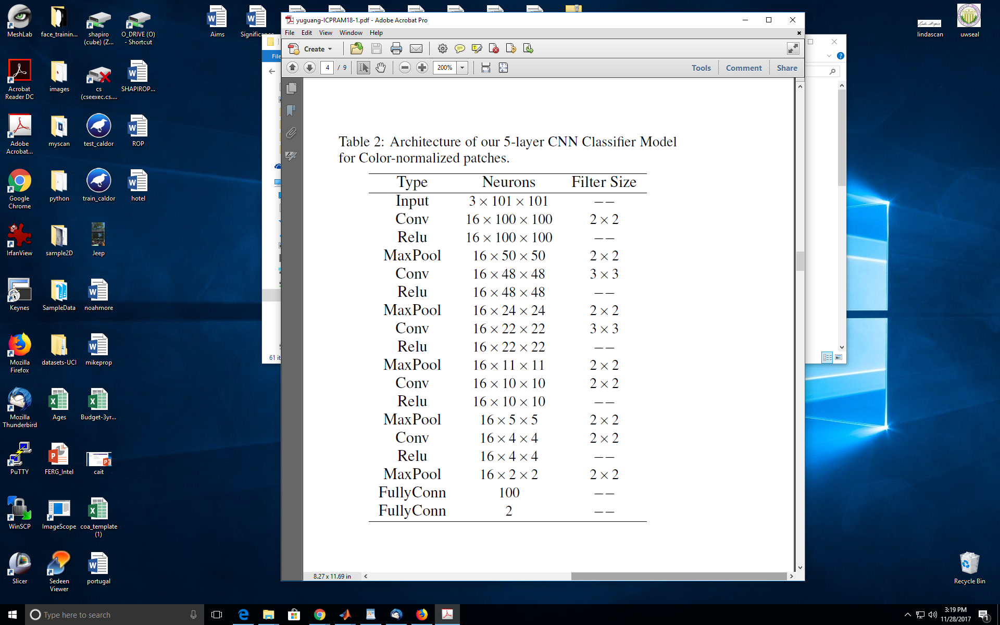 MeshLab
face_trainin...
shapiro
(cube) (Z...
O_DRIVE (O)
- Shortcut
Aims
Significance
lindascan
uwseal
Acrobat
Reader DC
images
cs
(cseexec.cs....
SHAPIROP...
Adobe
Acrobat...
myscan
test_caldor
ROP
Google
Chrome
python
train_caldor
hotel
IrfanView
sample2D
Jeep
Keynes
SampleData
noahmore
Mozilla
Firefox
datasets-UCI
mikeprop
Mozilla
Thunderbird
Ages
Budget-3yr...
PuTTY
FERG_Intel
cait
WinSCP
ImageScope
coa_template
(1)
Slicer
Sedeen
Viewer
portugal
Recycle Bin
File
61 it
yuguang-ICPRAM18-1.pdf - Adobe Acrobat Pro
File Edit View Window Help
Create
4 / 9 200% Tools Comment Share
Table 2: Architecture of our 5-layer CNN Classifier Model
for Color-normalized patches.
Type Neurons Filter Size
Input 3 × 101 × 101 −−
Conv 16 × 100 × 100 2 × 2
Relu 16 × 100 × 100 −−
MaxPool 16 × 50 × 50 2 × 2
Conv 16 × 48 × 48 3 × 3
Relu 16 × 48 × 48 −−
MaxPool 16 × 24 × 24 2 × 2
Conv 16 × 22 × 22 3 × 3
Relu 16 × 22 × 22 −−
MaxPool 16 × 11 × 11 2 × 2
Conv 16 × 10 × 10 2 × 2
Relu 16 × 10 × 10 −−
MaxPool 16 × 5 × 5 2 × 2
Conv 16 × 4 × 4 2 × 2
Relu 16 × 4 × 4 −−
MaxPool 16 × 2 × 2 2 × 2
FullyConn 100 −−
FullyConn 2 −−
8.27 x 11.69 in
Type here to search
3:19 PM
11/28/2017
1